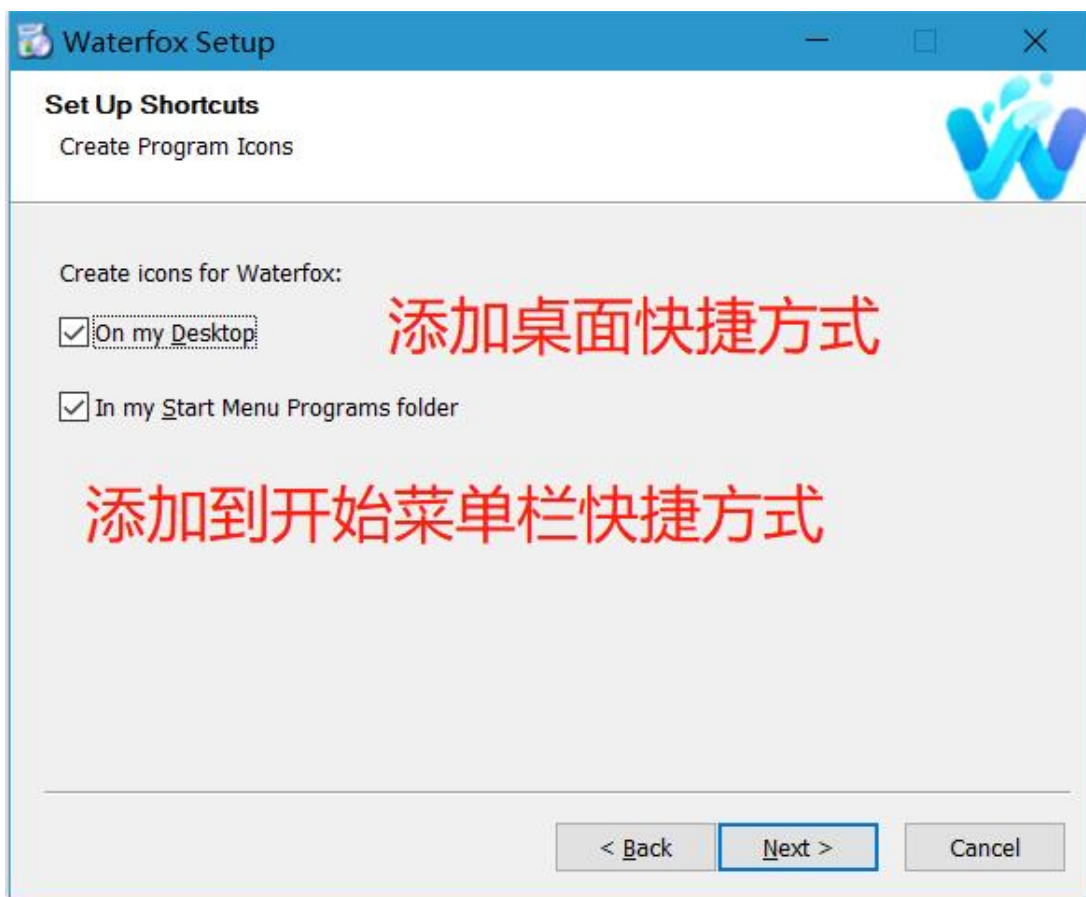 Waterfox Setup
Set Up Shortcuts
Create Program Icons
Create icons for Waterfox:
On my Desktop
添加桌面快捷方式
In my Start Menu Programs folder
添加到开始菜单栏快捷方式
< Back
Next >
Cancel